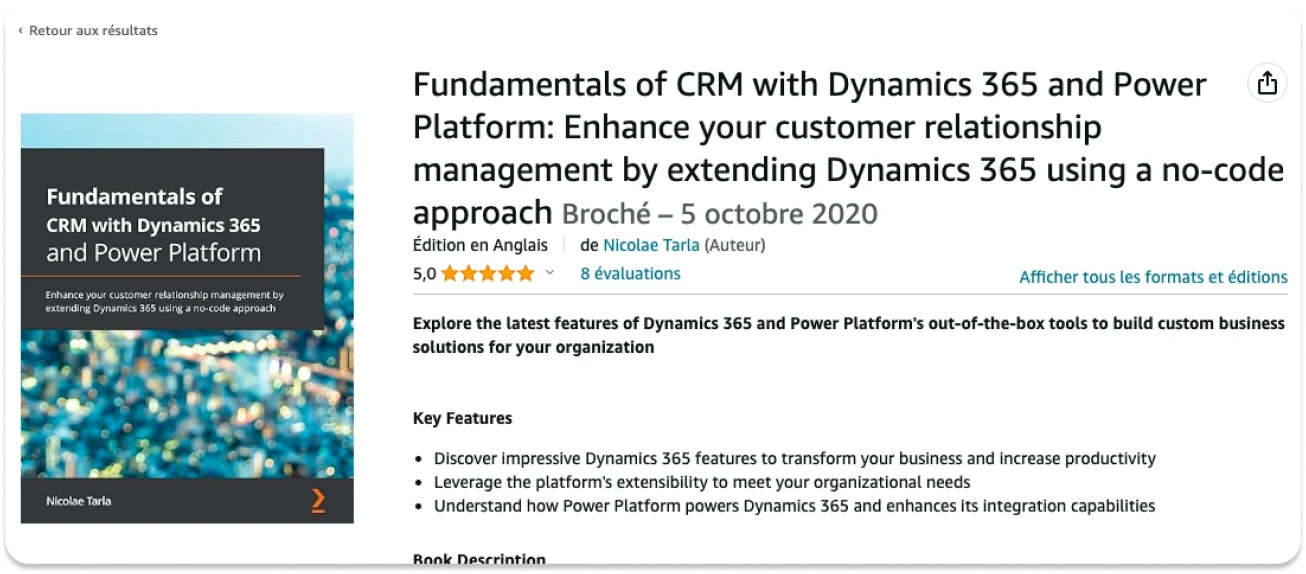 ‹ Retour aux résultats
Fundamentals of CRM with Dynamics 365 and Power
Platform: Enhance your customer relationship
management by extending Dynamics 365 using a no-code
approach Broché – 5 octobre 2020
Édition en Anglais | de Nicolae Tarla (Auteur)
5,0 8 évaluations
Afficher tous les formats et éditions
Explore the latest features of Dynamics 365 and Power Platform's out-of-the-box tools to build custom business
solutions for your organization
Key Features
• Discover impressive Dynamics 365 features to transform your business and increase productivity
• Leverage the platform's extensibility to meet your organizational needs
• Understand how Power Platform powers Dynamics 365 and enhances its integration capabilities
Book Description
Fundamentals of
CRM with Dynamics 365
and Power Platform
Enhance your customer relationship management by
extending Dynamics 365 using a no-code approach
Nicolae Tarla